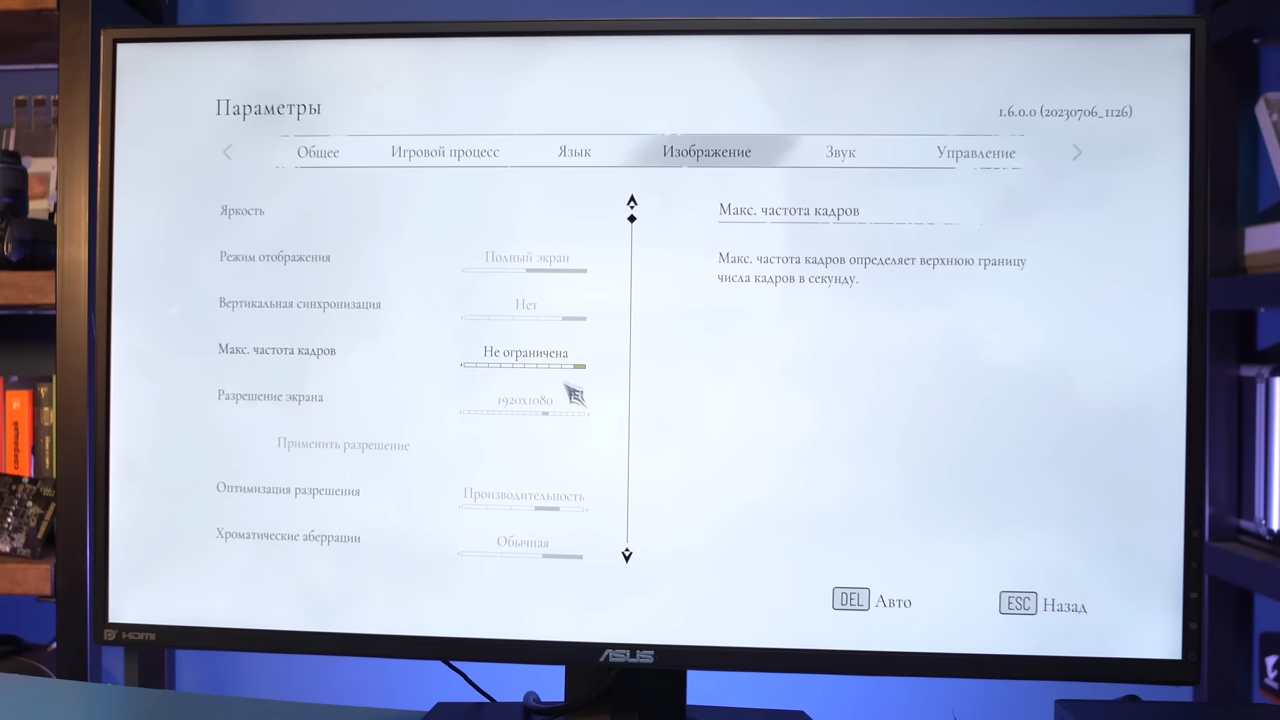 Параметры
1.6.0.0 (20230706_1126)
Общее Игровой процесс Язык Изображение Звук Управление
Яркость
Режим отображения Полный экран
Вертикальная синхронизация Нет
Макс. частота кадров Не ограничена
Разрешение экрана 1920x1080
Применить разрешение
Оптимизация разрешения Производительность
Хроматические аберрации Обычная
Макс. частота кадров
Макс. частота кадров определяет верхнюю границу
числа кадров в секунду.
DEL Авто
ESC Назад
HDMI
ASUS
сокращай